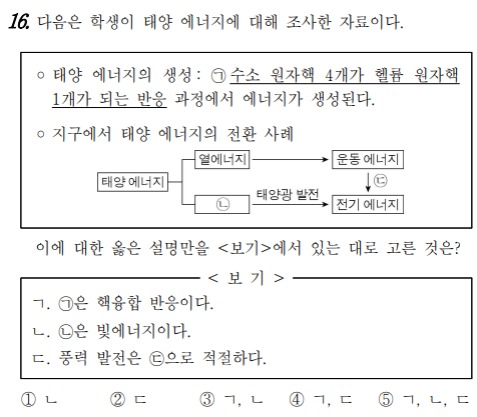 16. 다음은 학생이 태양 에너지에 대해 조사한 자료이다.
○ 태양 에너지의 생성: ㉠ 수소 원자핵 4개가 헬륨 원자핵
1개가 되는 반응 과정에서 에너지가 생성된다.
○ 지구에서 태양 에너지의 전환 사례
열에너지 운동 에너지
태양 에너지 ㉢
㉡ 태양광 발전 전기 에너지
이에 대한 옳은 설명만을 <보기>에서 있는 대로 고른 것은?
< 보 기 >
ㄱ. ㉠은 핵융합 반응이다.
ㄴ. ㉡은 빛에너지이다.
ㄷ. 풍력 발전은 ㉢으로 적절하다.
① ㄴ ② ㄷ ③ ㄱ, ㄴ ④ ㄱ, ㄷ ⑤ ㄱ, ㄴ, ㄷ